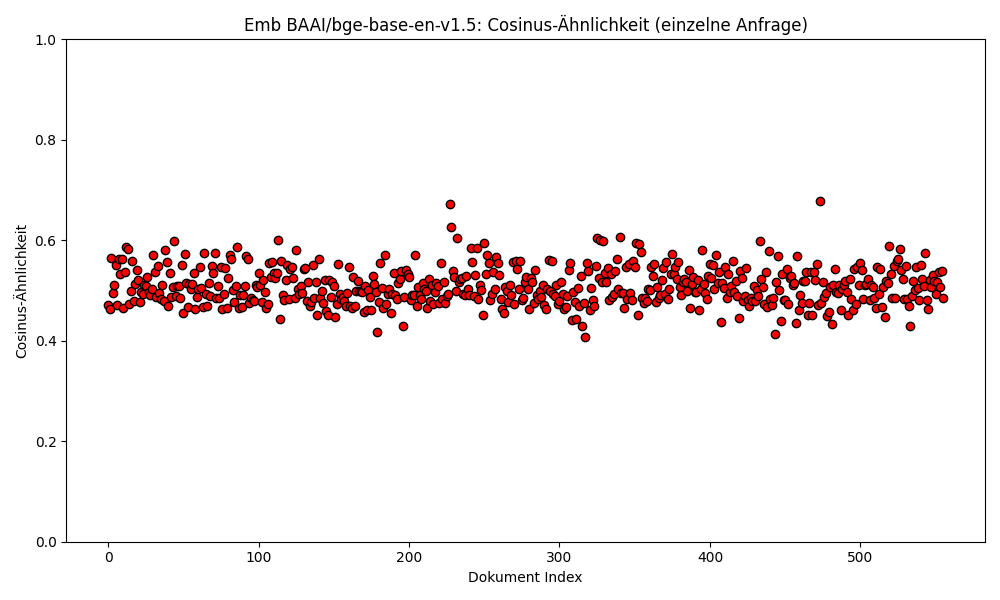 Emb BAAI/bge-base-en-v1.5: Cosinus-Ähnlichkeit (einzelne Anfrage)
1.0
0.8
0.6
0.4
0.2
0.0
Cosinus-Ähnlichkeit
0 100 200 300 400 500
Dokument Index